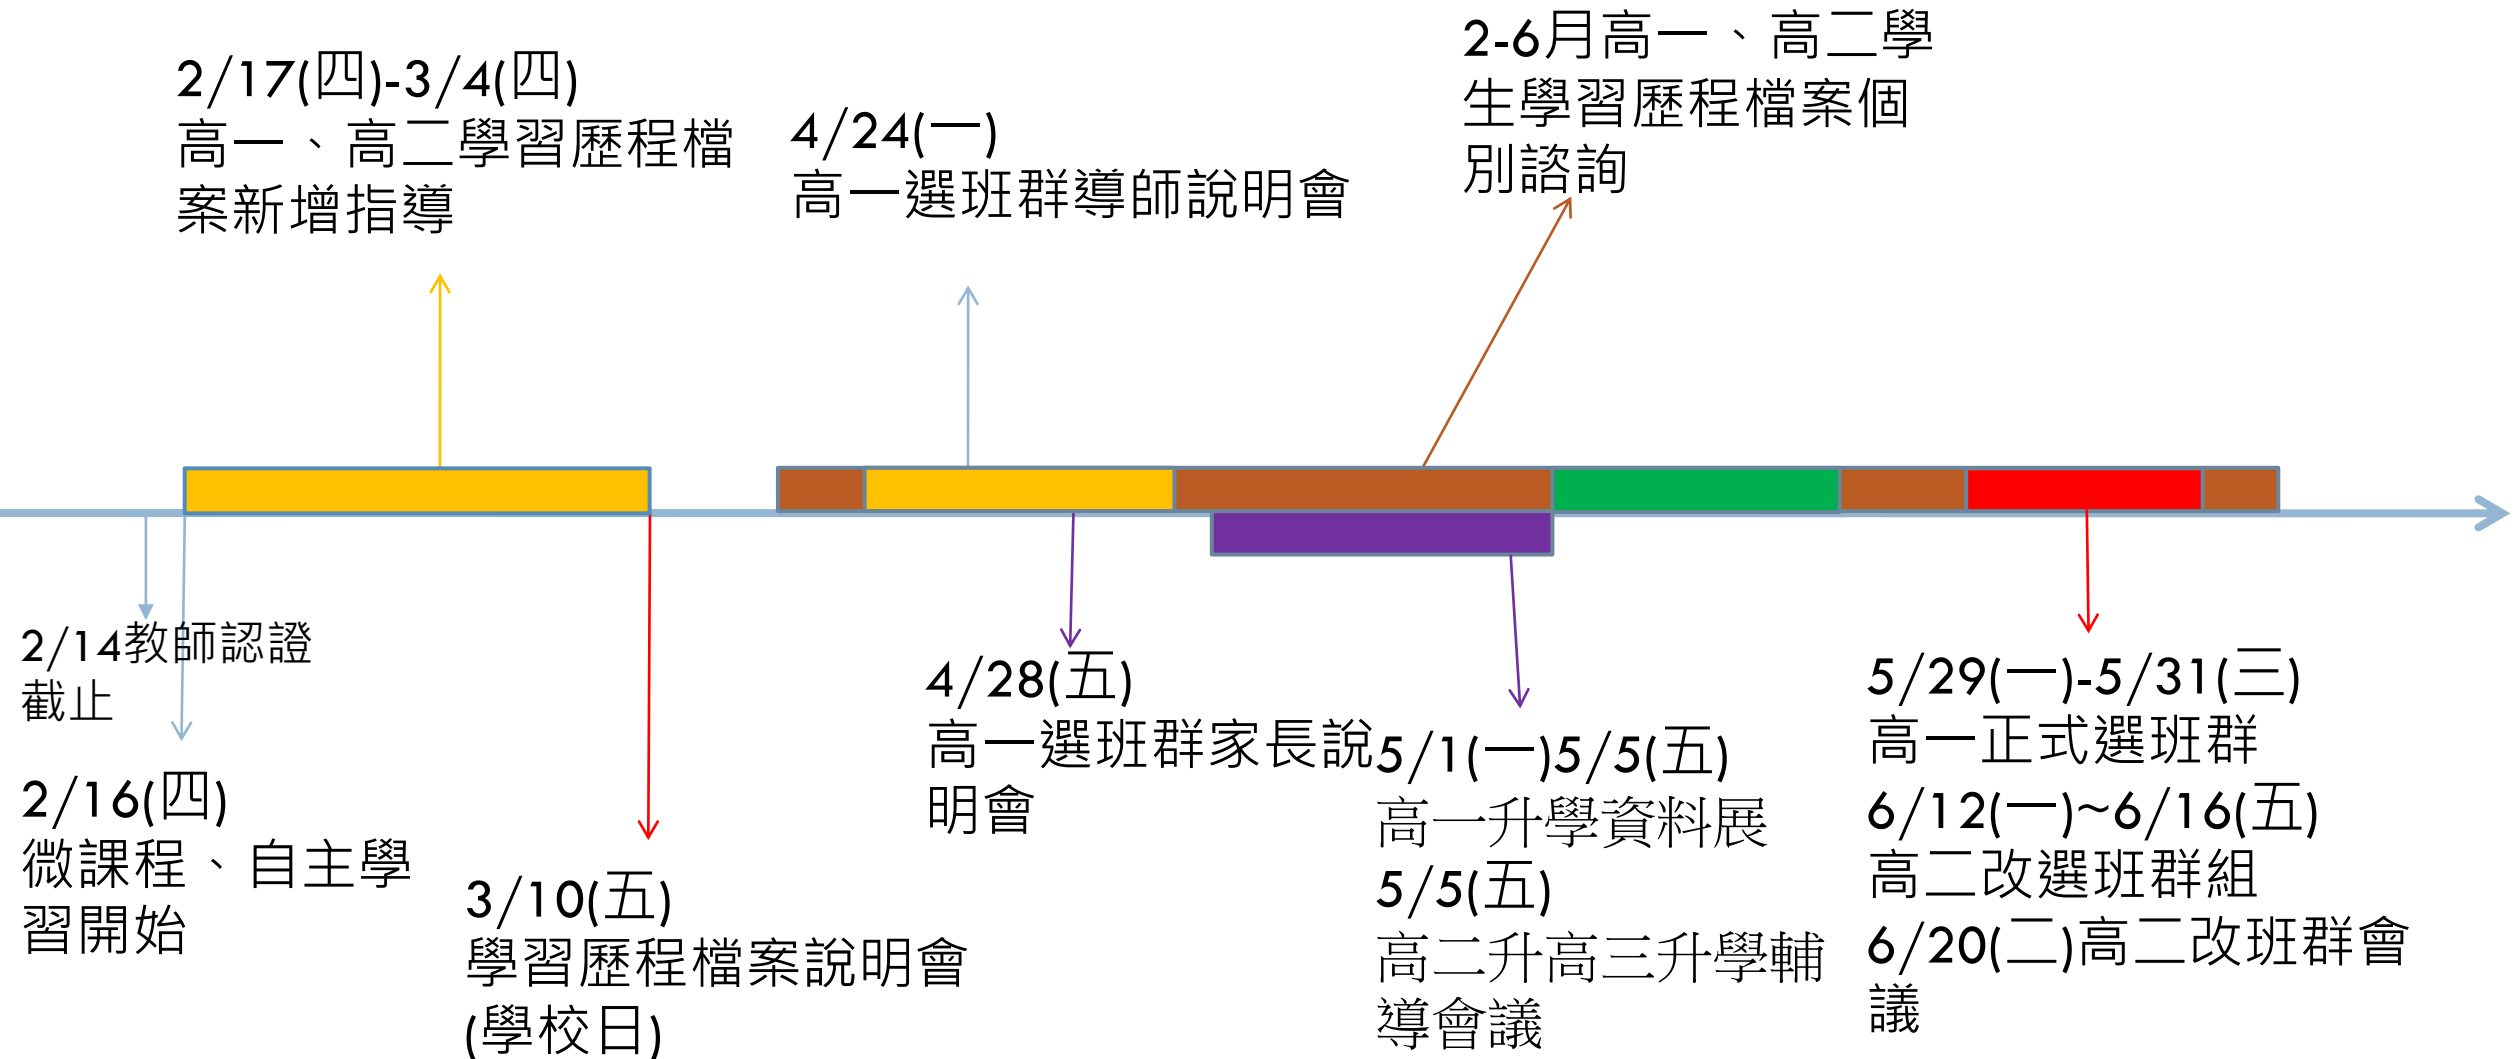 2/17(四)-3/4(四)
高一、高二學習歷程檔
案新增指導
4/24(一)
高一選班群導師說明會
2-6月高一、高二學
生學習歷程檔案個
別諮詢
2/14教師認證
截止
2/16(四)
微課程、自主學
習開始
3/10(五)
學習歷程檔案說明會
(學校日)
4/28(五)
高一選班群家長說
明會
5/1(一)5/5(五)
高一升學資料展
5/5(五)
高二升高三升學輔
導會議
5/29(一)-5/31(三)
高一正式選班群
6/12(一)~6/16(五)
高二改選班群組
6/20(二)高二改班群會
議